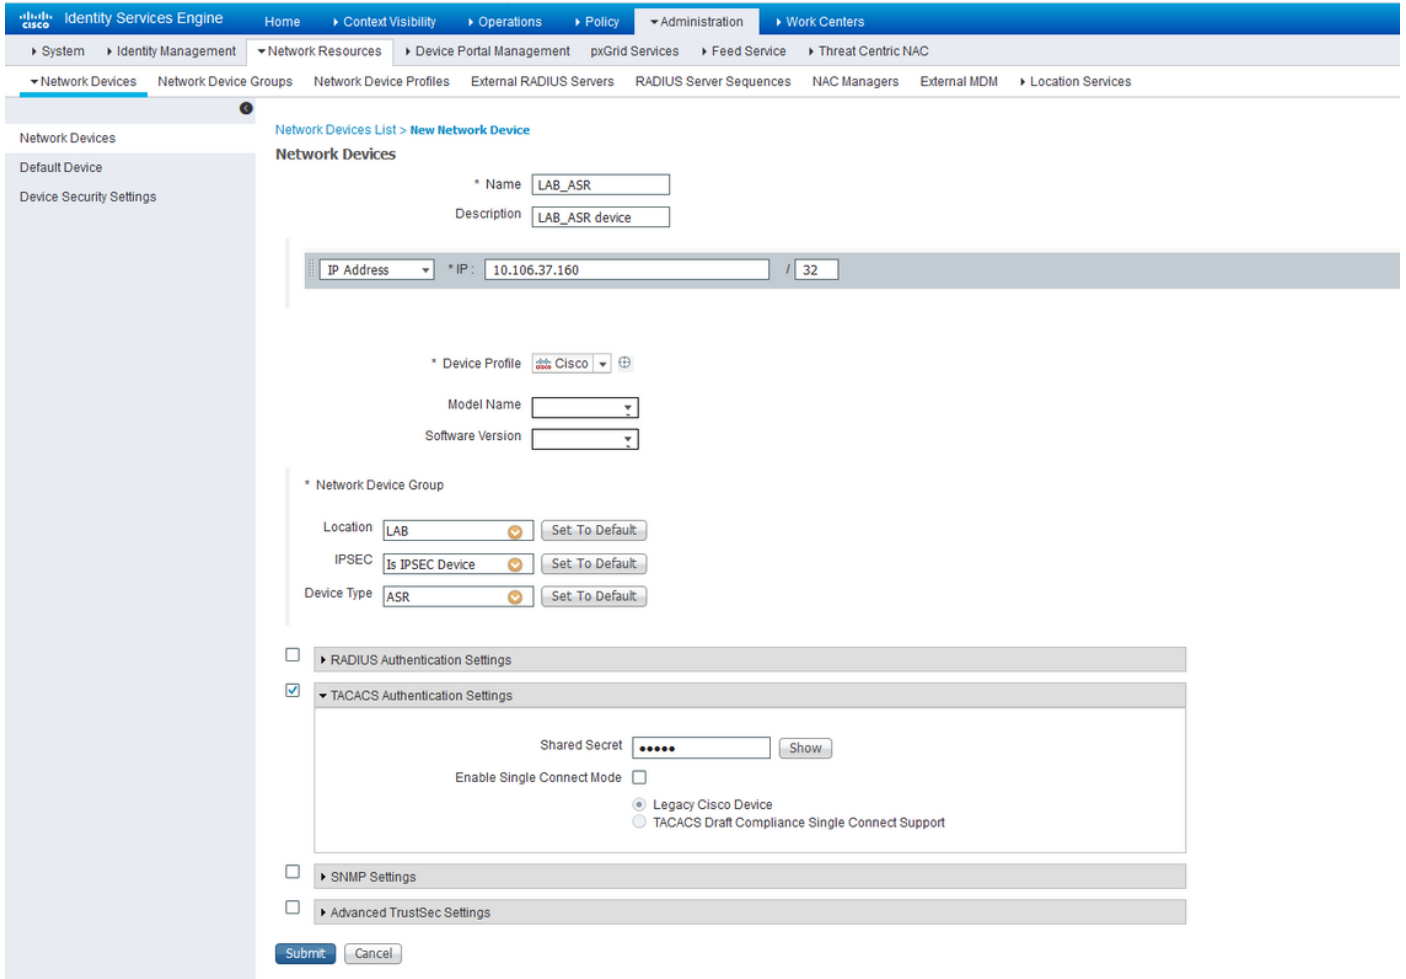 cisco Identity Services Engine Home Context Visibility Operations Policy Administration Work Centers
System Identity Management Network Resources Device Portal Management pxGrid Services Feed Service Threat Centric NAC
Network Devices Network Device Groups Network Device Profiles External RADIUS Servers RADIUS Server Sequences NAC Managers External MDM Location Services
Network Devices
Default Device
Device Security Settings
Network Devices List > New Network Device
Network Devices
* Name LAB_ASR
Description LAB_ASR device
IP Address * IP : 10.106.37.160 / 32
* Device Profile cisco Cisco
Model Name
Software Version
* Network Device Group
Location LAB Set To Default
IPSEC Is IPSEC Device Set To Default
Device Type ASR Set To Default
RADIUS Authentication Settings
TACACS Authentication Settings
Shared Secret ••••• Show
Enable Single Connect Mode
Legacy Cisco Device
TACACS Draft Compliance Single Connect Support
SNMP Settings
Advanced TrustSec Settings
Submit Cancel